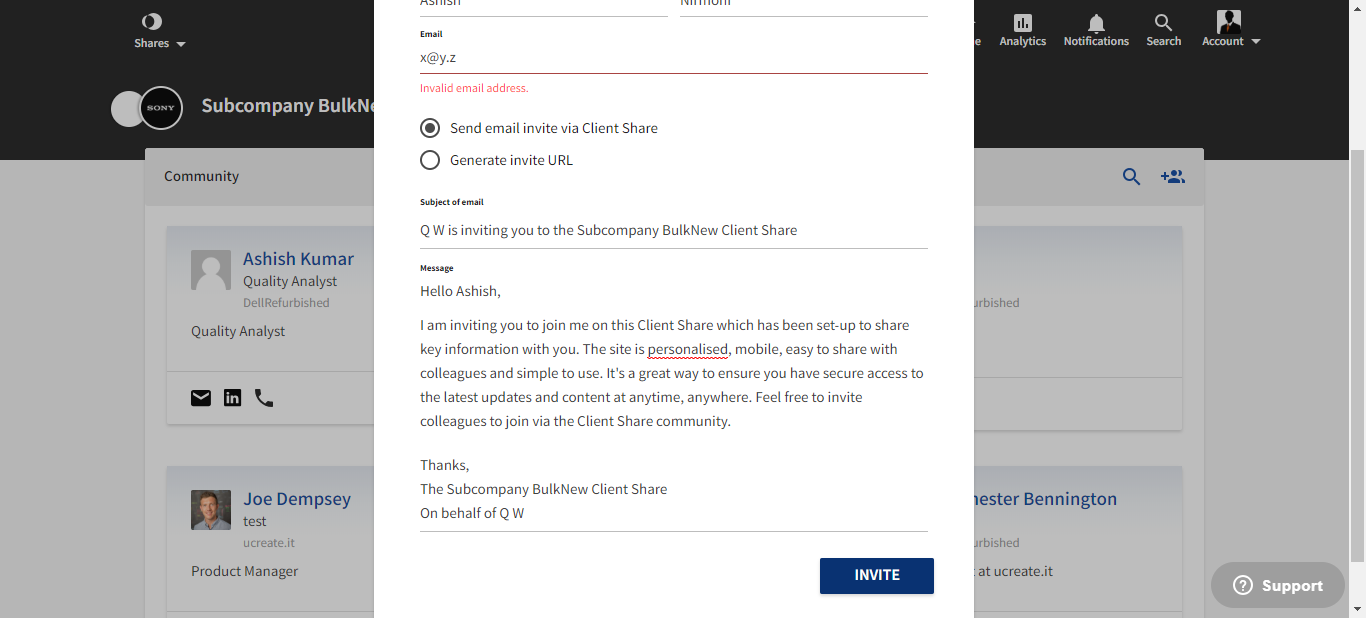 Shares
Analytics
Notifications
Search
Account
SONY
Subcompany
Email
x@y.z
Invalid email address.
Send email invite via Client Share
Generate invite URL
Community
Subject of email
Q W is inviting you to the Subcompany BulkNew Client Share
Message
Hello Ashish,
I am inviting you to join me on this Client Share which has been set-up to share
key information with you. The site is personalised, mobile, easy to share with
colleagues and simple to use. It's a great way to ensure you have secure access to
the latest updates and content at anytime, anywhere. Feel free to invite
colleagues to join via the Client Share community.
Thanks,
The Subcompany BulkNew Client Share
On behalf of Q W
INVITE
Ashish Kumar
Quality Analyst
DellRefurbished
Quality Analyst
Joe Dempsey
test
ucreate.it
Product Manager
Bennington
at ucreate.it
Support